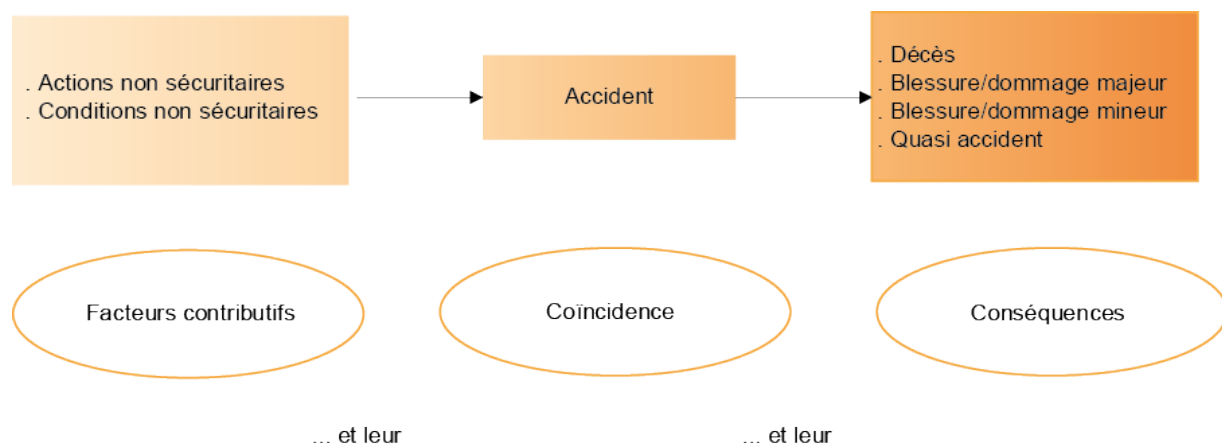 . Actions non sécuritaires
. Conditions non sécuritaires
Accident
. Décès
. Blessure/dommage majeur
. Blessure/dommage mineur
. Quasi accident
Facteurs contributifs
Coïncidence
Conséquences
... et leur
... et leur